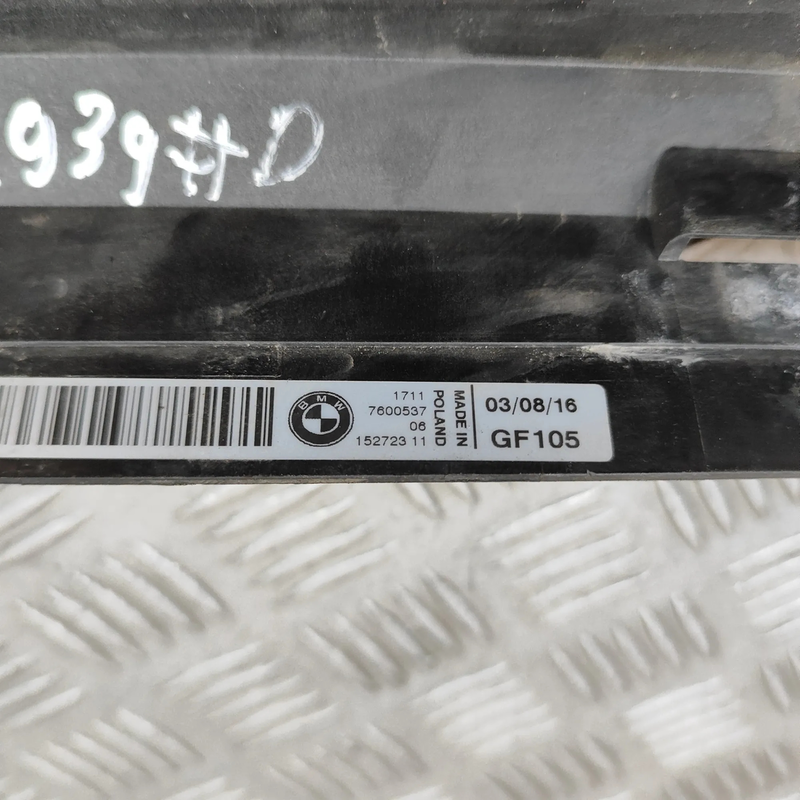 939#D
BMW
1711
7600537
06
152723 11
MADE IN
POLAND
03/08/16
GF105